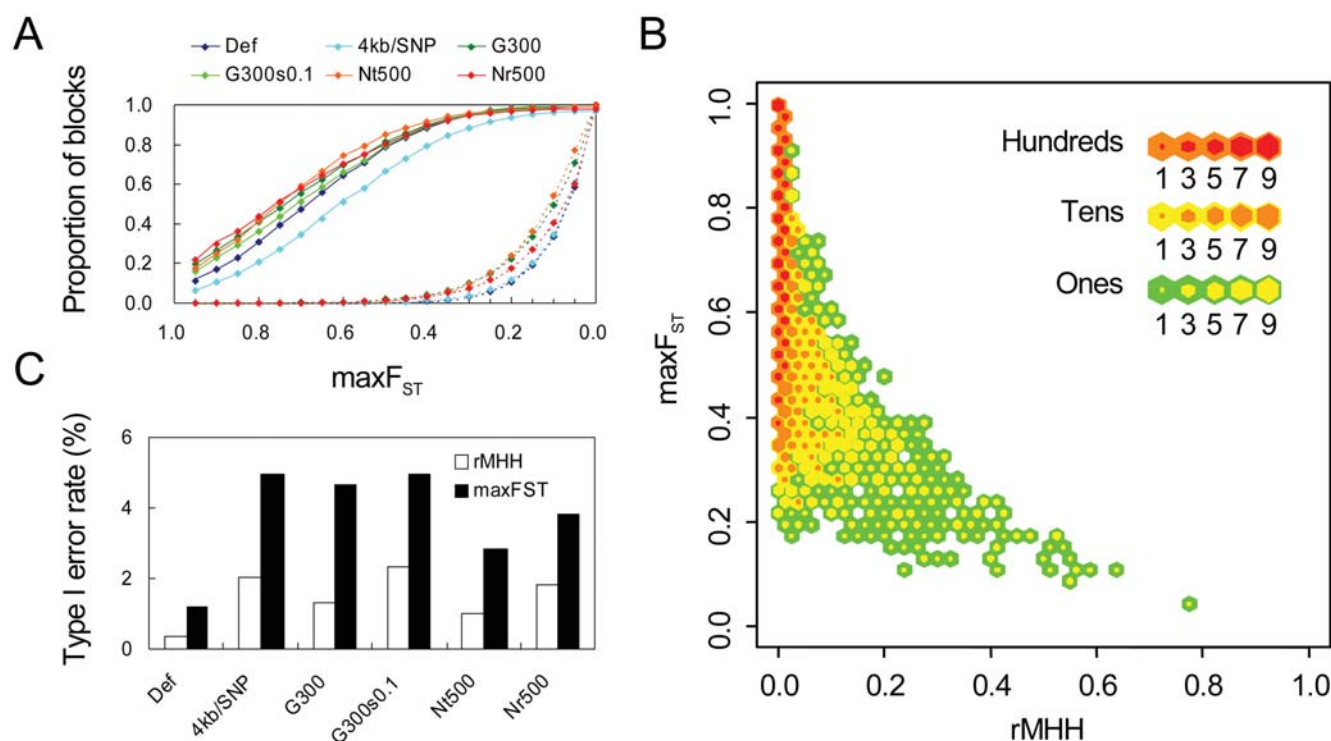 A
Def 4kb/SNP G300
G300s0.1 Nt500 Nr500
Proportion of blocks
1.0
0.8
0.6
0.4
0.2
0.0
1.0 0.8 0.6 0.4 0.2 0.0
maxFST
B
Hundreds
1 3 5 7 9
Tens
1 3 5 7 9
Ones
1 3 5 7 9
maxFST
1.0
0.8
0.6
0.4
0.2
0.0
0.0 0.2 0.4 0.6 0.8 1.0
rMHH
C
Type I error rate (%)
6
4
2
0
rMHH
maxFST
Def 4kb/SNP G300 G300s0.1 Nt500 Nr500